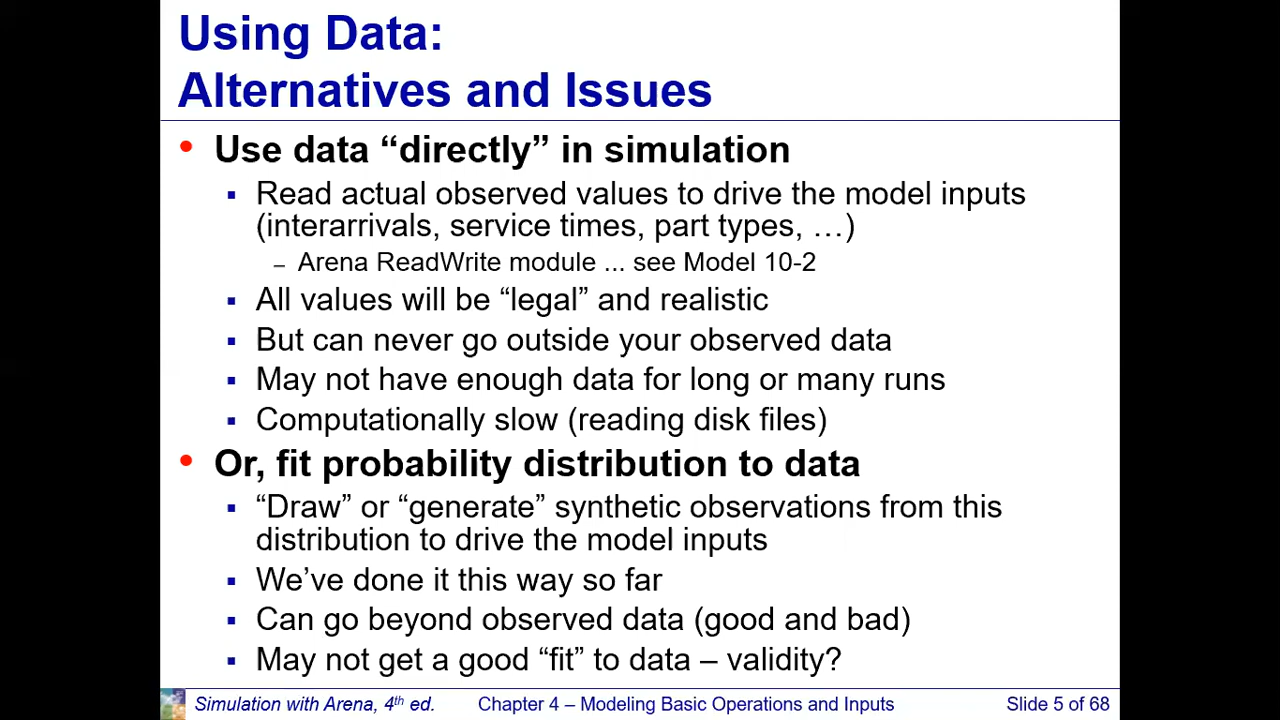 Using Data:
Alternatives and Issues
• Use data “directly” in simulation
▪ Read actual observed values to drive the model inputs
(interarrivals, service times, part types, …)
– Arena ReadWrite module ... see Model 10-2
▪ All values will be “legal” and realistic
▪ But can never go outside your observed data
▪ May not have enough data for long or many runs
▪ Computationally slow (reading disk files)
• Or, fit probability distribution to data
▪ “Draw” or “generate” synthetic observations from this
distribution to drive the model inputs
▪ We’ve done it this way so far
▪ Can go beyond observed data (good and bad)
▪ May not get a good “fit” to data – validity?
Simulation with Arena, 4th ed. Chapter 4 – Modeling Basic Operations and Inputs Slide 5 of 68